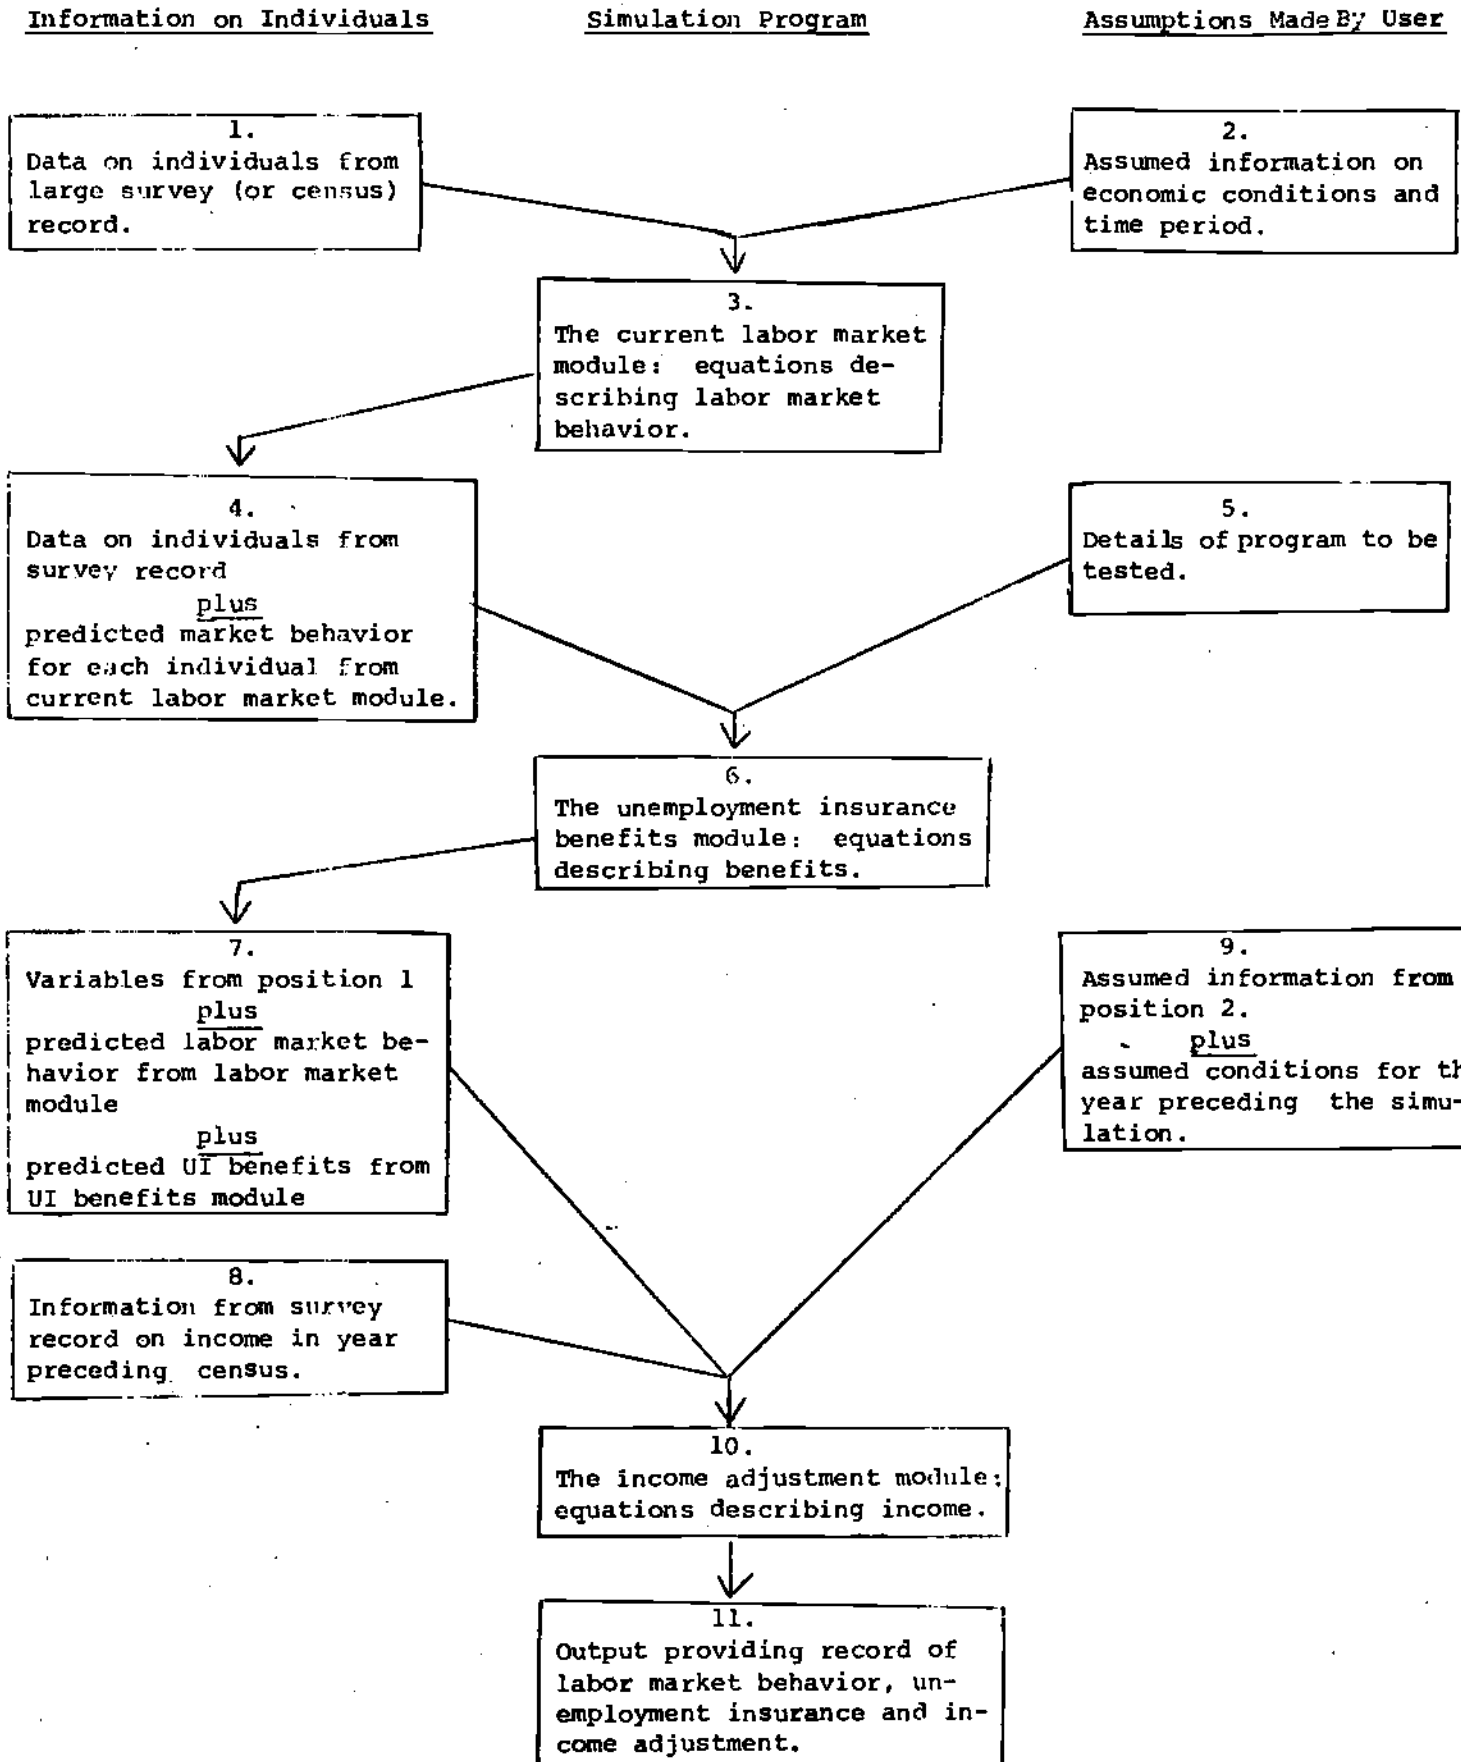 Information on Individuals
Simulation Program
Assumptions Made By User
1.
Data on individuals from
large survey (or census)
record.
2.
Assumed information on
economic conditions and
time period.
3.
The current labor market
module: equations de-
scribing labor market
behavior.
4.
Data on individuals from
survey record
plus
predicted market behavior
for each individual from
current labor market module.
5.
Details of program to be
tested.
6.
The unemployment insurance
benefits module: equations
describing benefits.
7.
Variables from position 1
plus
predicted labor market be-
havior from labor market
module
plus
predicted UI benefits from
UI benefits module
9.
Assumed information from
position 2.
plus
assumed conditions for th
year preceding the simu-
lation.
8.
Information from survey
record on income in year
preceding census.
10.
The income adjustment module:
equations describing income.
11.
Output providing record of
labor market behavior, un-
employment insurance and in-
come adjustment.